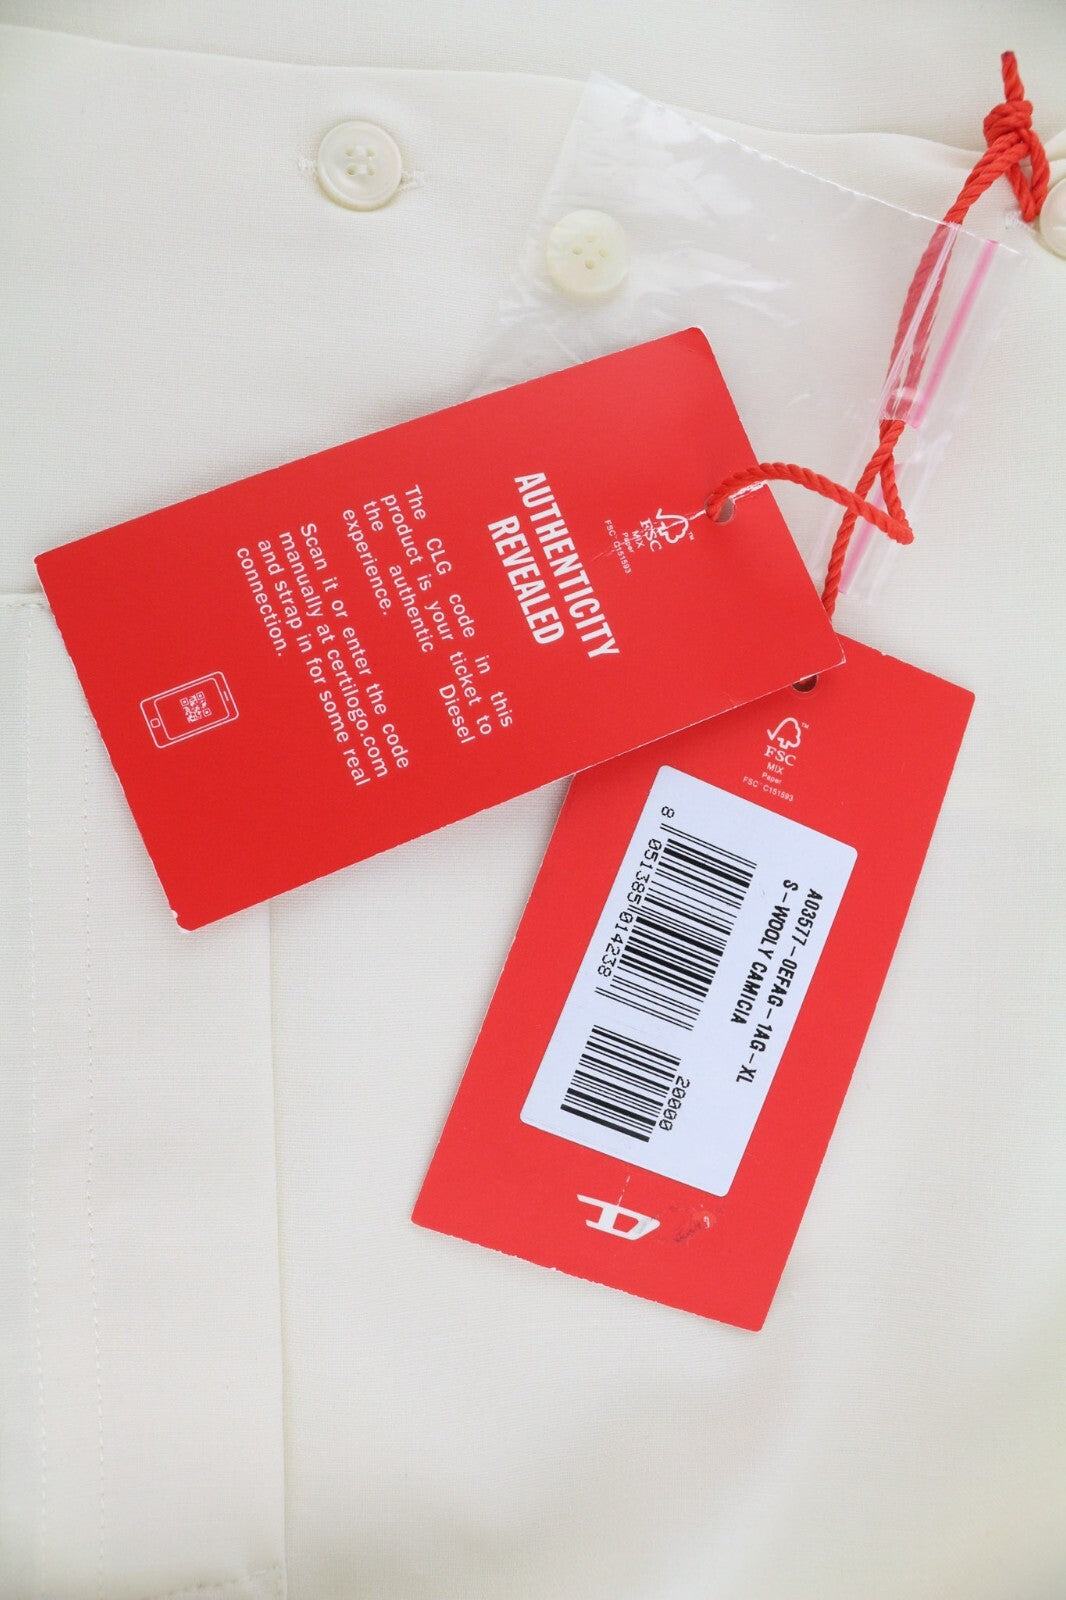 FSC
MIX
Paper
FSC C151593
AUTHENTICITY
REVEALED
The CLG code in this
product is your ticket to
the authentic Diesel
experience.
Scan it or enter the code
manually at certilogo.com
and strap in for some real
connection.
TM
FSC
MIX
Paper
FSC C151593
A03577-0EFAG-1AG-XL
S-WOOLY CAMICIA
8 051385 014238
20000